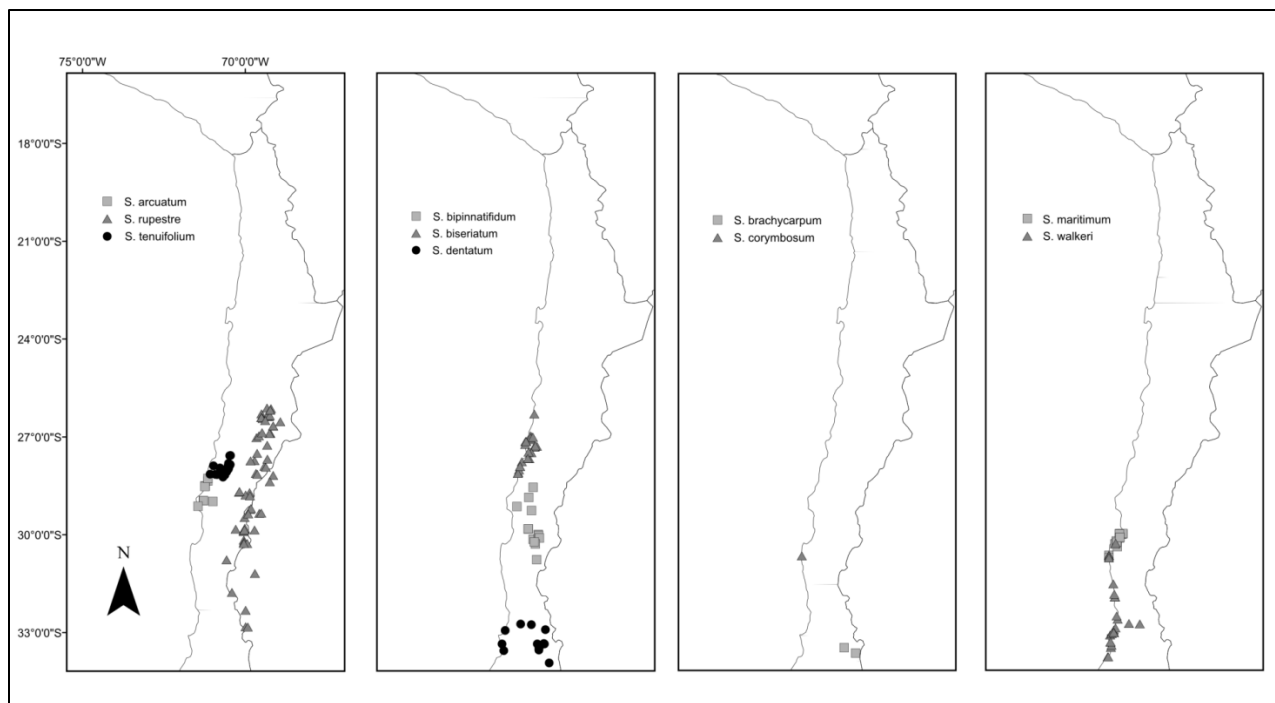 75°0'0"W 70°0'0"W
18°0'0"S
21°0'0"S
24°0'0"S
27°0'0"S
30°0'0"S
33°0'0"S
N
S. arcuatum
S. rupestre
S. tenuifolium
S. bipinnatifidum
S. biseriatum
S. dentatum
S. brachycarpum
S. corymbosum
S. maritimum
S. walkeri